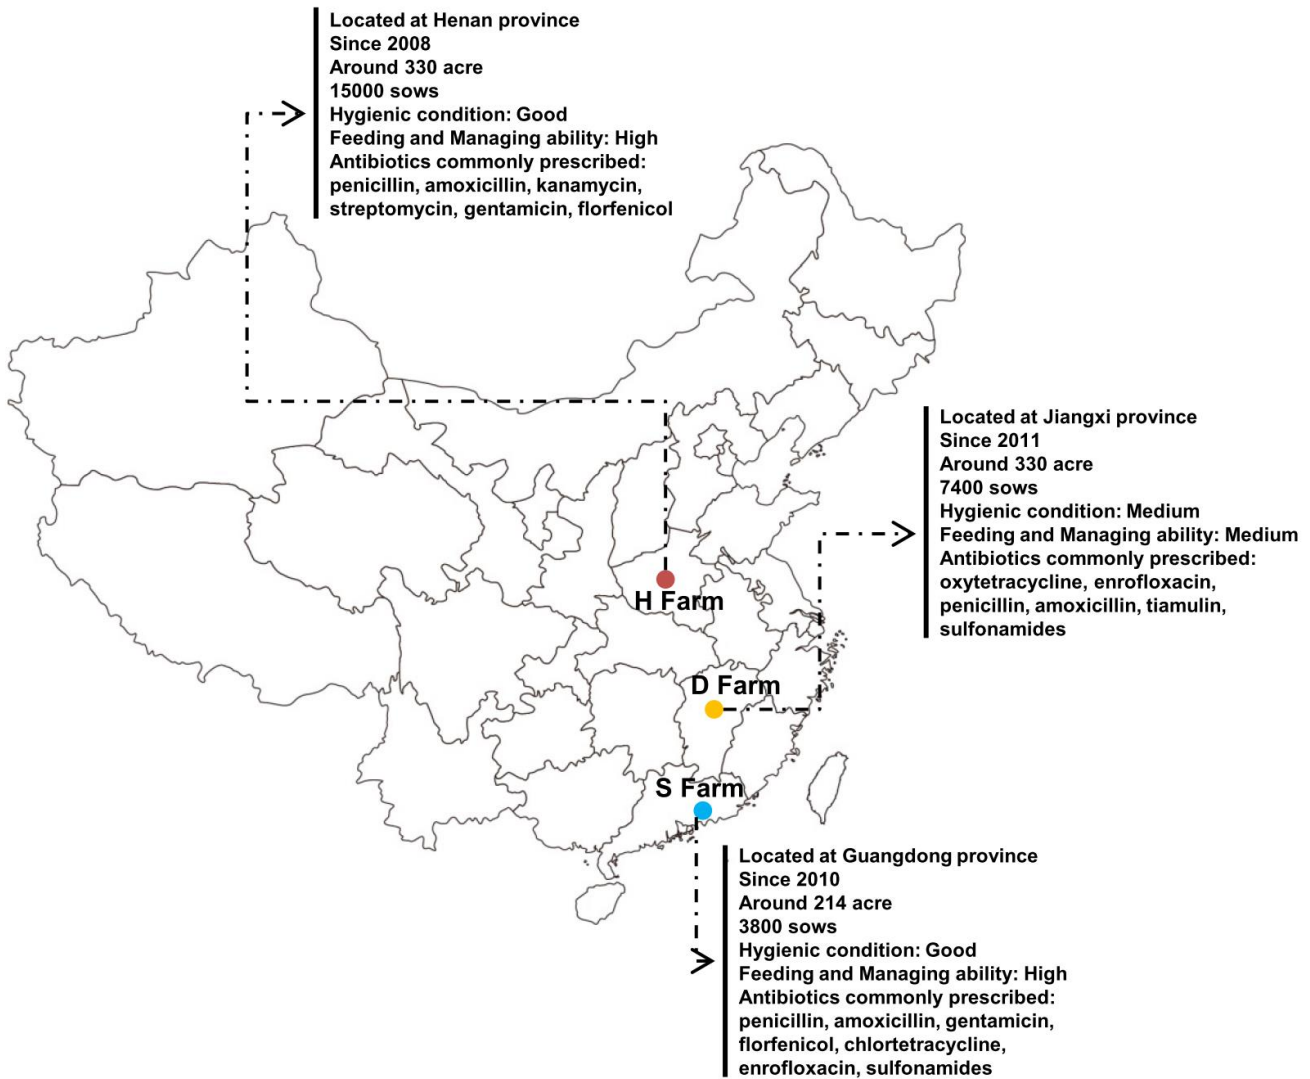 Located at Henan province
Since 2008
Around 330 acre
15000 sows
Hygienic condition: Good
Feeding and Managing ability: High
Antibiotics commonly prescribed:
penicillin, amoxicillin, kanamycin,
streptomycin, gentamicin, florfenicol
Located at Jiangxi province
Since 2011
Around 330 acre
7400 sows
Hygienic condition: Medium
Feeding and Managing ability: Medium
Antibiotics commonly prescribed:
oxytetracycline, enrofloxacin,
penicillin, amoxicillin, tiamulin,
sulfonamides
H Farm
D Farm
S Farm
Located at Guangdong province
Since 2010
Around 214 acre
3800 sows
Hygienic condition: Good
Feeding and Managing ability: High
Antibiotics commonly prescribed:
penicillin, amoxicillin, gentamicin,
florfenicol, chlortetracycline,
enrofloxacin, sulfonamides